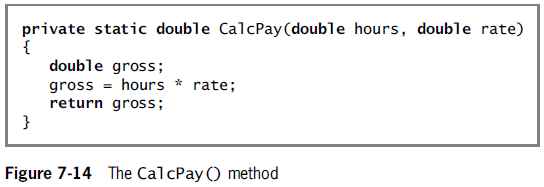 private static double CalcPay(double hours, double rate)
{
double gross;
gross = hours * rate;
return gross;
}
Figure 7-14 The CalcPay() method